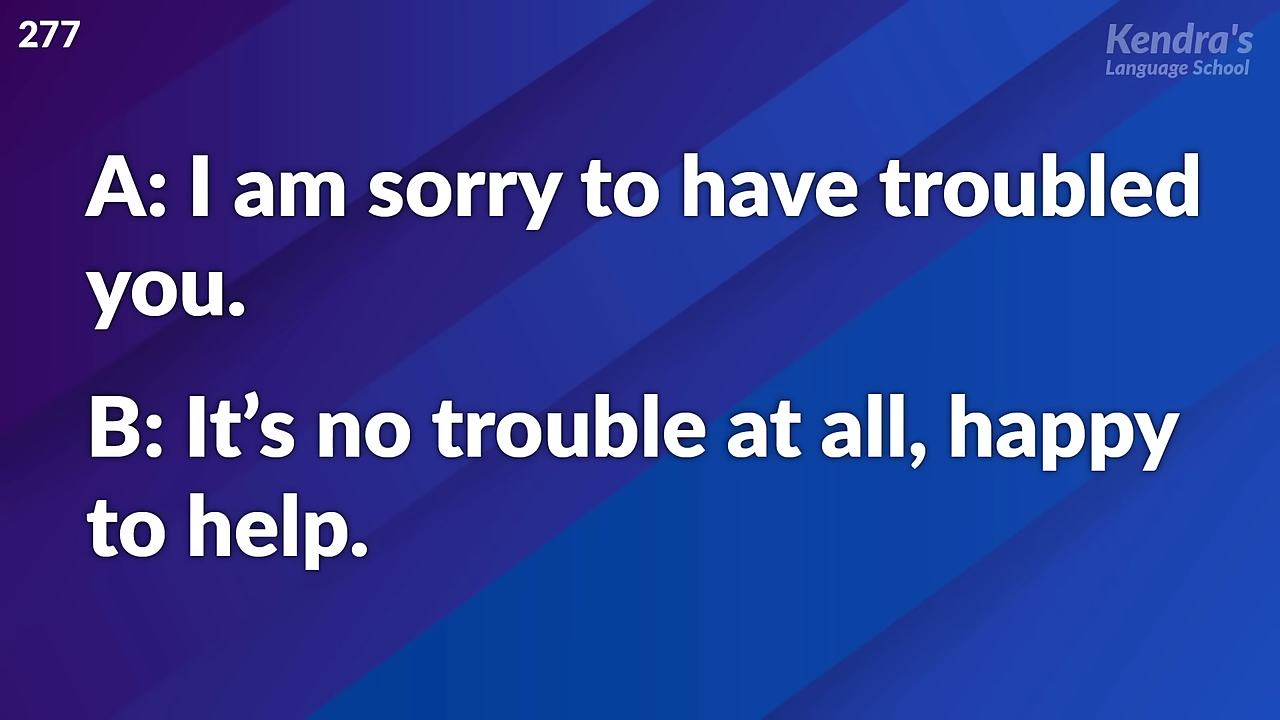 277
Kendra's
Language School
A: I am sorry to have troubled
you.
B: It’s no trouble at all, happy
to help.